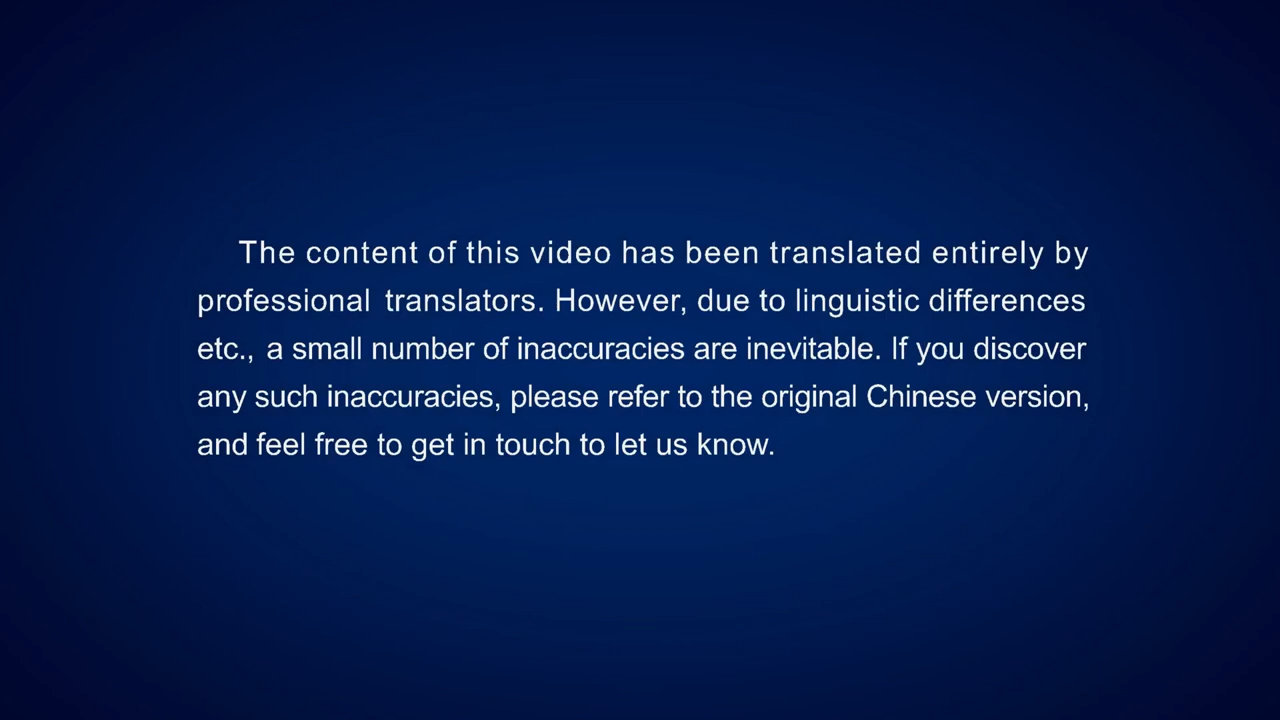 The content of this video has been translated entirely by
professional translators. However, due to linguistic differences
etc., a small number of inaccuracies are inevitable. If you discover
any such inaccuracies, please refer to the original Chinese version,
and feel free to get in touch to let us know.